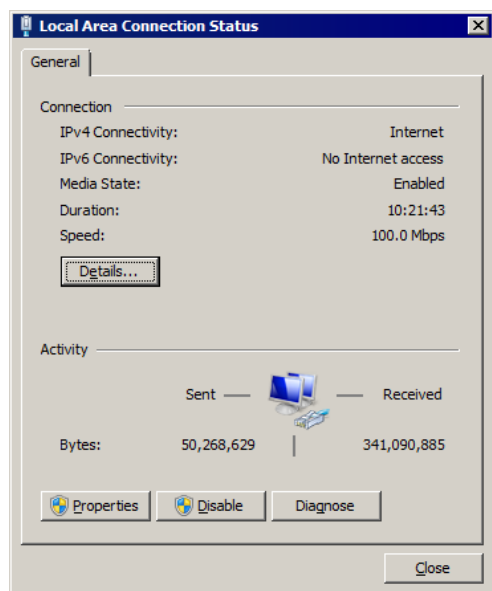 Local Area Connection Status
General
Connection
IPv4 Connectivity: Internet
IPv6 Connectivity: No Internet access
Media State: Enabled
Duration: 10:21:43
Speed: 100.0 Mbps
Details...
Activity
Sent Received
Bytes: 50,268,629 341,090,885
Properties Disable Diagnose
Close